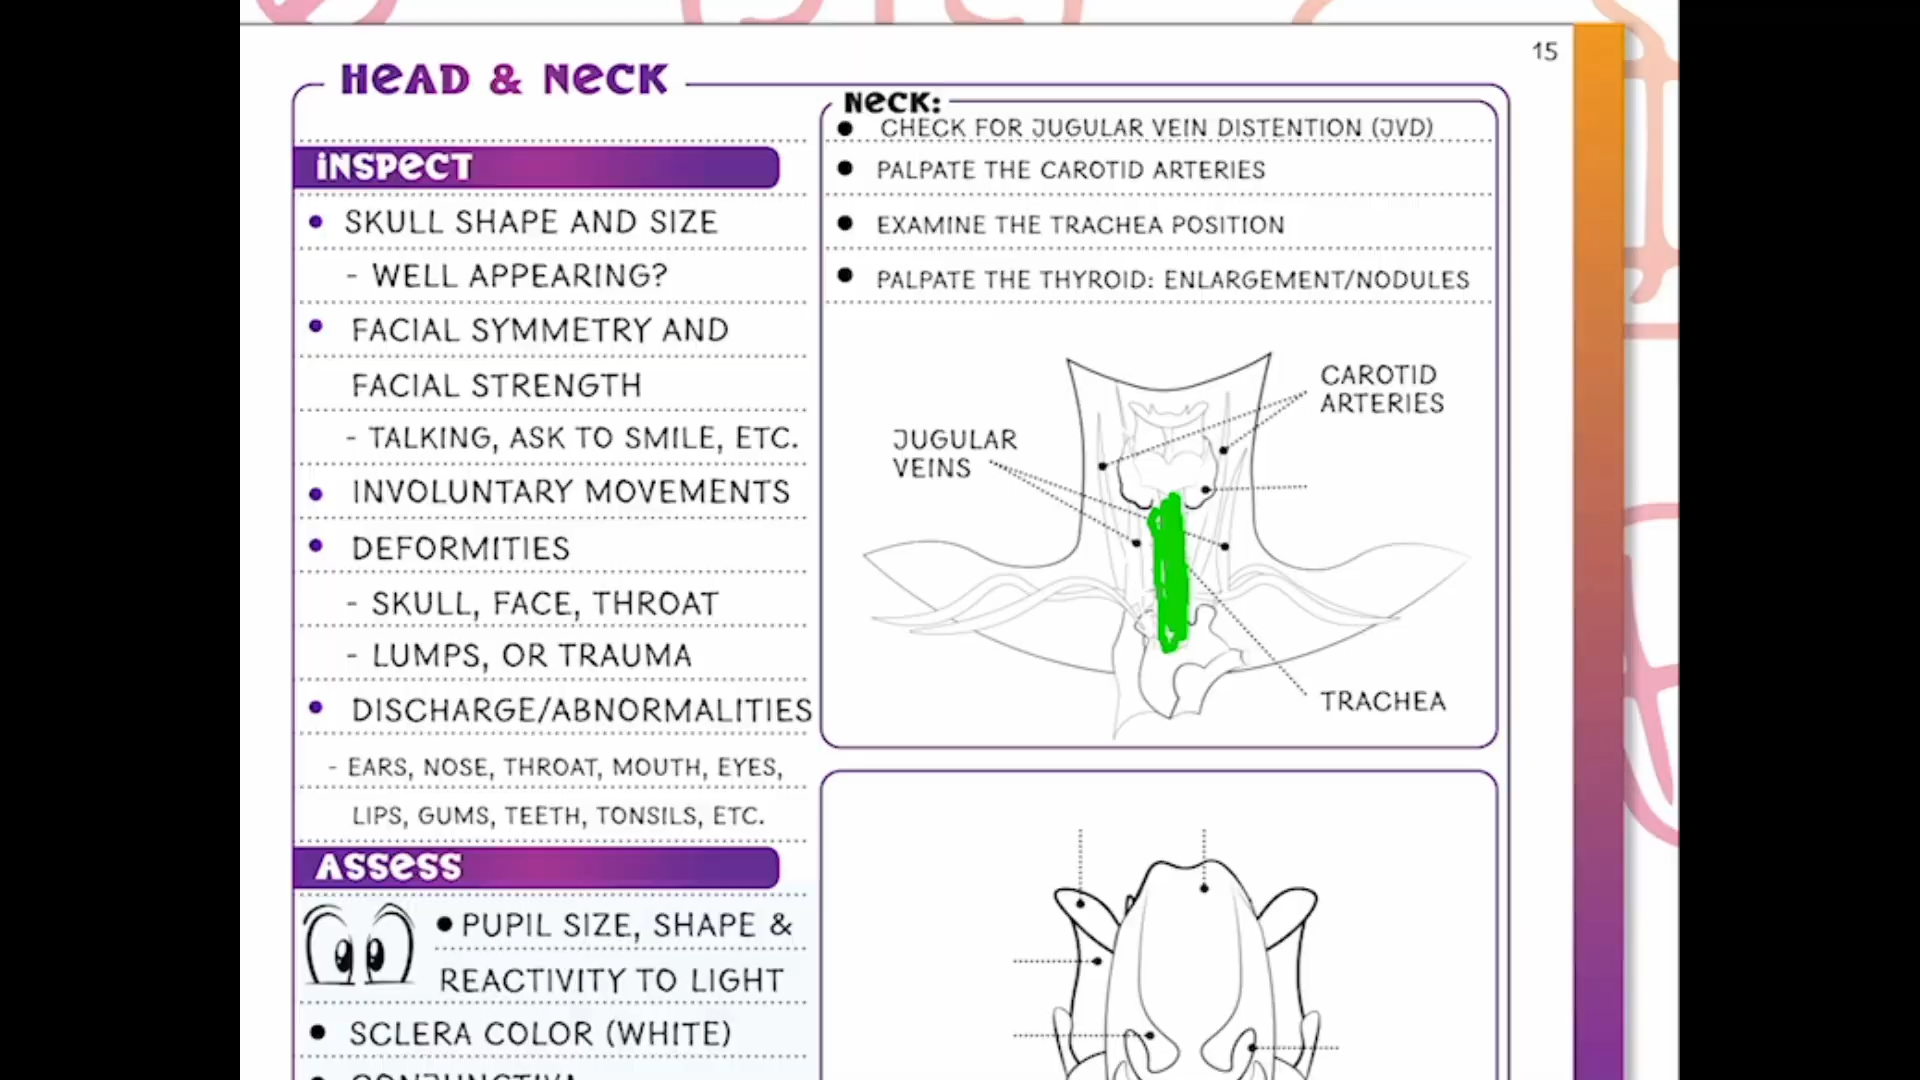 15
HEAD & NECK
INSPECT
SKULL SHAPE AND SIZE
- WELL APPEARING?
FACIAL SYMMETRY AND
FACIAL STRENGTH
- TALKING, ASK TO SMILE, ETC.
INVOLUNTARY MOVEMENTS
DEFORMITIES
- SKULL, FACE, THROAT
- LUMPS, OR TRAUMA
DISCHARGE/ABNORMALITIES
- EARS, NOSE, THROAT, MOUTH, EYES,
LIPS, GUMS, TEETH, TONSILS, ETC.
ASSESS
PUPIL SIZE, SHAPE &
REACTIVITY TO LIGHT
SCLERA COLOR (WHITE)
NECK:
CHECK FOR JUGULAR VEIN DISTENTION (JVD)
PALPATE THE CAROTID ARTERIES
EXAMINE THE TRACHEA POSITION
PALPATE THE THYROID: ENLARGEMENT/NODULES
CAROTID
ARTERIES
JUGULAR
VEINS
TRACHEA